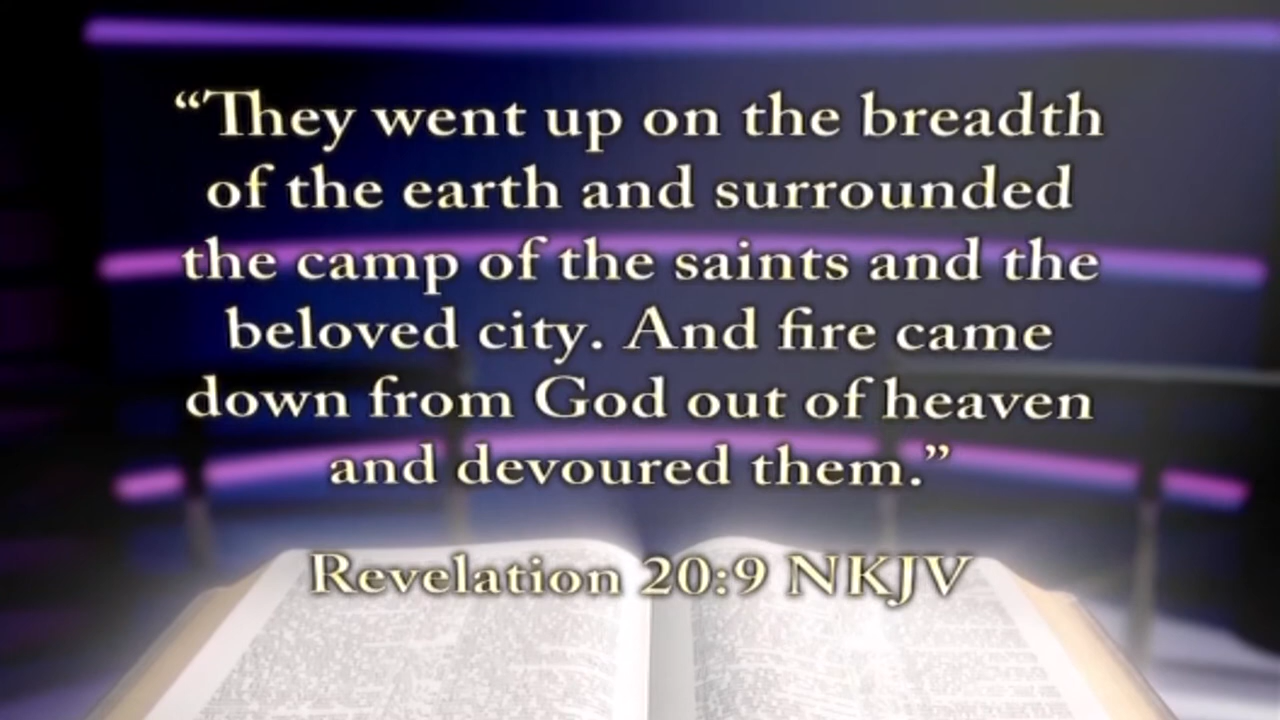 “They went up on the breadth
of the earth and surrounded
the camp of the saints and the
beloved city. And fire came
down from God out of heaven
and devoured them.”
Revelation 20:9 NKJV